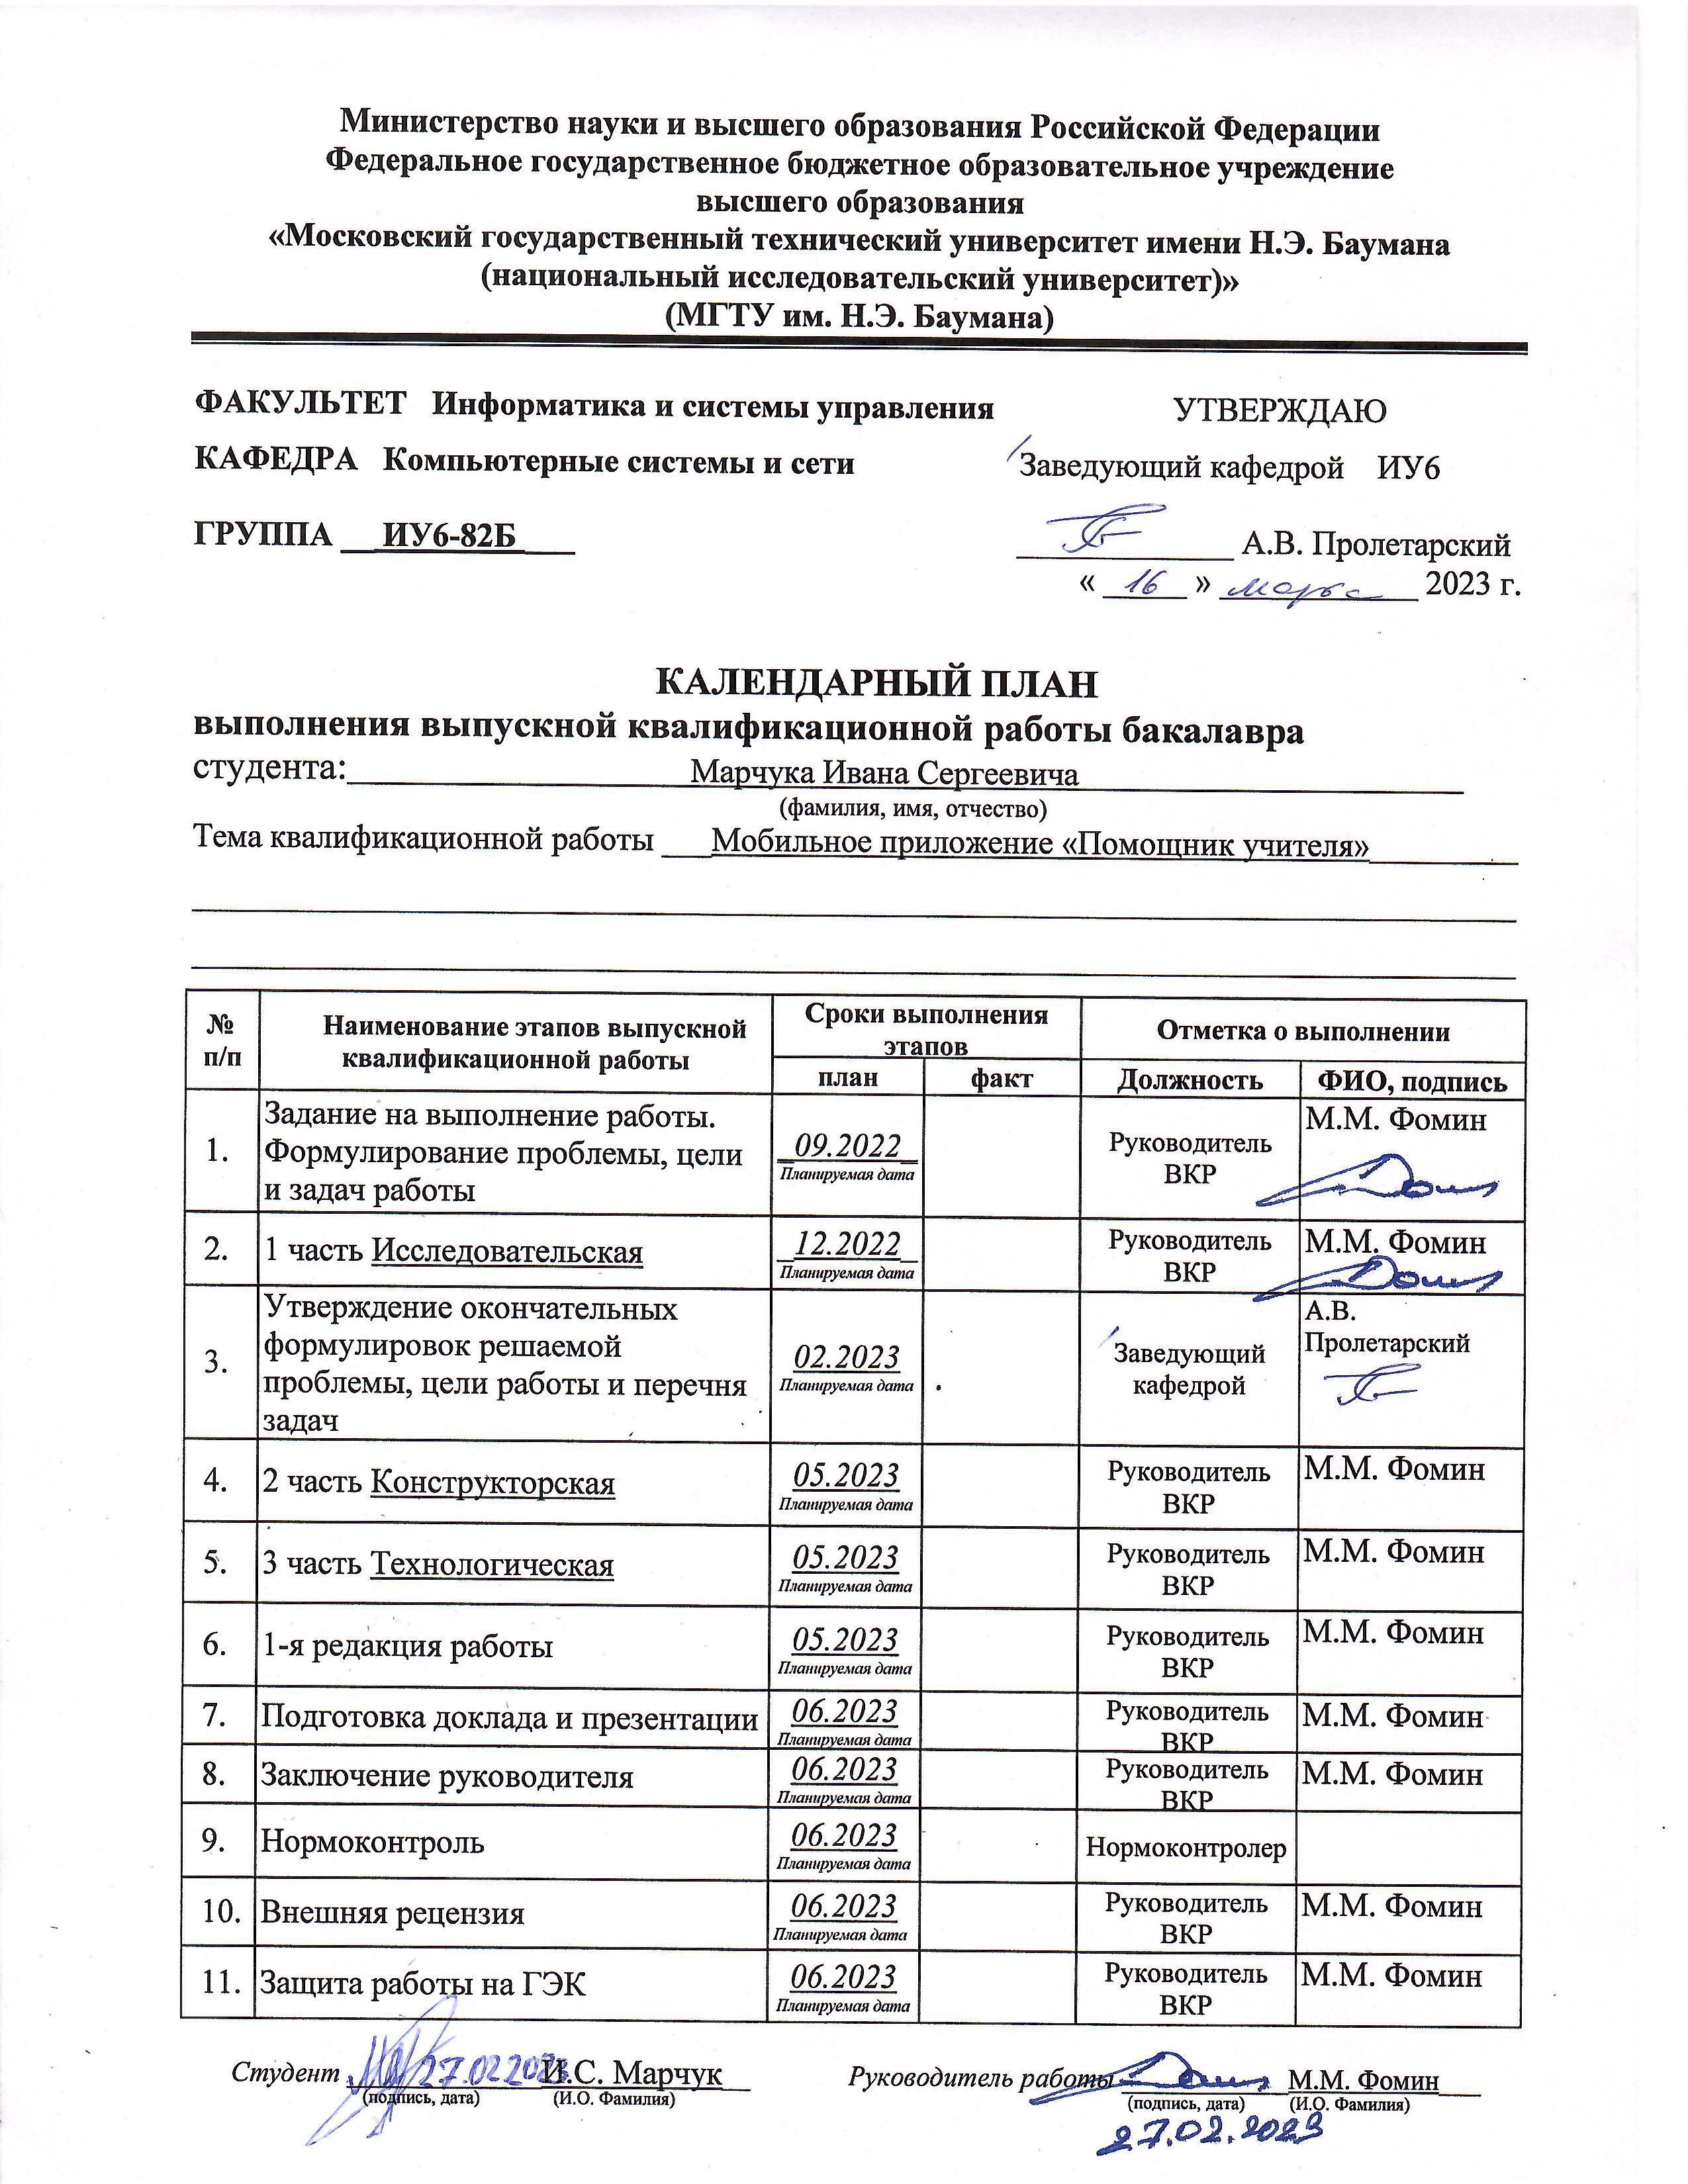 Министерство науки и высшего образования Российской Федерации
Федеральное государственное бюджетное образовательное учреждение
высшего образования
«Московский государственный технический университет имени Н.Э. Баумана
(национальный исследовательский университет)»
(МГТУ им. Н.Э. Баумана)
ФАКУЛЬТЕТ Информатика и системы управления
УТВЕРЖДАЮ
КАФЕДРА Компьютерные системы и сети
Заведующий кафедрой ИУ6
ГРУППА ИУ6-82Б
А.В. Пролетарский
« 16 » марта 2023 г.
КАЛЕНДАРНЫЙ ПЛАН
выполнения выпускной квалификационной работы бакалавра
студента: Марчука Ивана Сергеевича
(фамилия, имя, отчество)
Тема квалификационной работы Мобильное приложение «Помощник учителя»
№ п/п Наименование этапов выпускной квалификационной работы Сроки выполнения этапов Отметка о выполнении
план факт Должность ФИО, подпись
1. Задание на выполнение работы. Формулирование проблемы, цели и задач работы 09.2022 Планируемая дата Руководитель ВКР М.М. Фомин
2. 1 часть Исследовательская 12.2022 Планируемая дата Руководитель ВКР М.М. Фомин
3. Утверждение окончательных формулировок решаемой проблемы, цели работы и перечня задач 02.2023 Планируемая дата Заведующий кафедрой А.В. Пролетарский
4. 2 часть Конструкторская 05.2023 Планируемая дата Руководитель ВКР М.М. Фомин
5. 3 часть Технологическая 05.2023 Планируемая дата Руководитель ВКР М.М. Фомин
6. 1-я редакция работы 05.2023 Планируемая дата Руководитель ВКР М.М. Фомин
7. Подготовка доклада и презентации 06.2023 Планируемая дата Руководитель ВКР М.М. Фомин
8. Заключение руководителя 06.2023 Планируемая дата Руководитель ВКР М.М. Фомин
9. Нормоконтроль 06.2023 Планируемая дата Нормоконтролер
10. Внешняя рецензия 06.2023 Планируемая дата Руководитель ВКР М.М. Фомин
11. Защита работы на ГЭК 06.2023 Планируемая дата Руководитель ВКР М.М. Фомин
Студент 27.02.2023 И.С. Марчук
(подпись, дата) (И.О. Фамилия)
Руководитель работы М.М. Фомин
(подпись, дата) (И.О. Фамилия)
27.02.2023